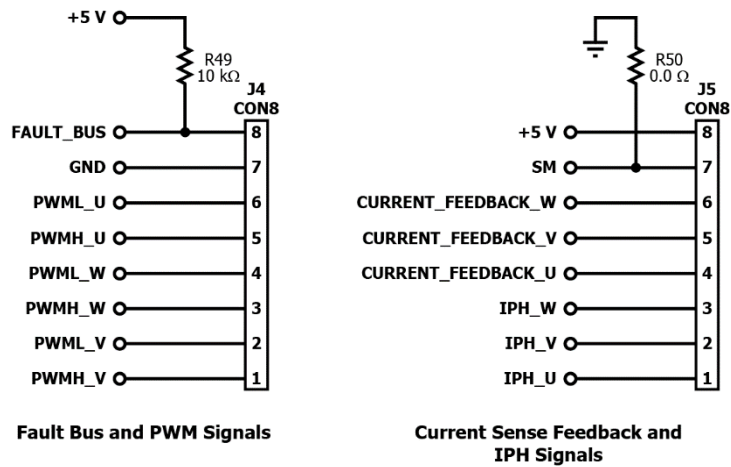 +5 V
R49
10 kΩ
J4
CON8
FAULT_BUS 8
GND 7
PWML_U 6
PWMH_U 5
PWML_W 4
PWMH_W 3
PWML_V 2
PWMH_V 1
Fault Bus and PWM Signals
R50
0.0 Ω
J5
CON8
+5 V 8
SM 7
CURRENT_FEEDBACK_W 6
CURRENT_FEEDBACK_V 5
CURRENT_FEEDBACK_U 4
IPH_W 3
IPH_V 2
IPH_U 1
Current Sense Feedback and
IPH Signals